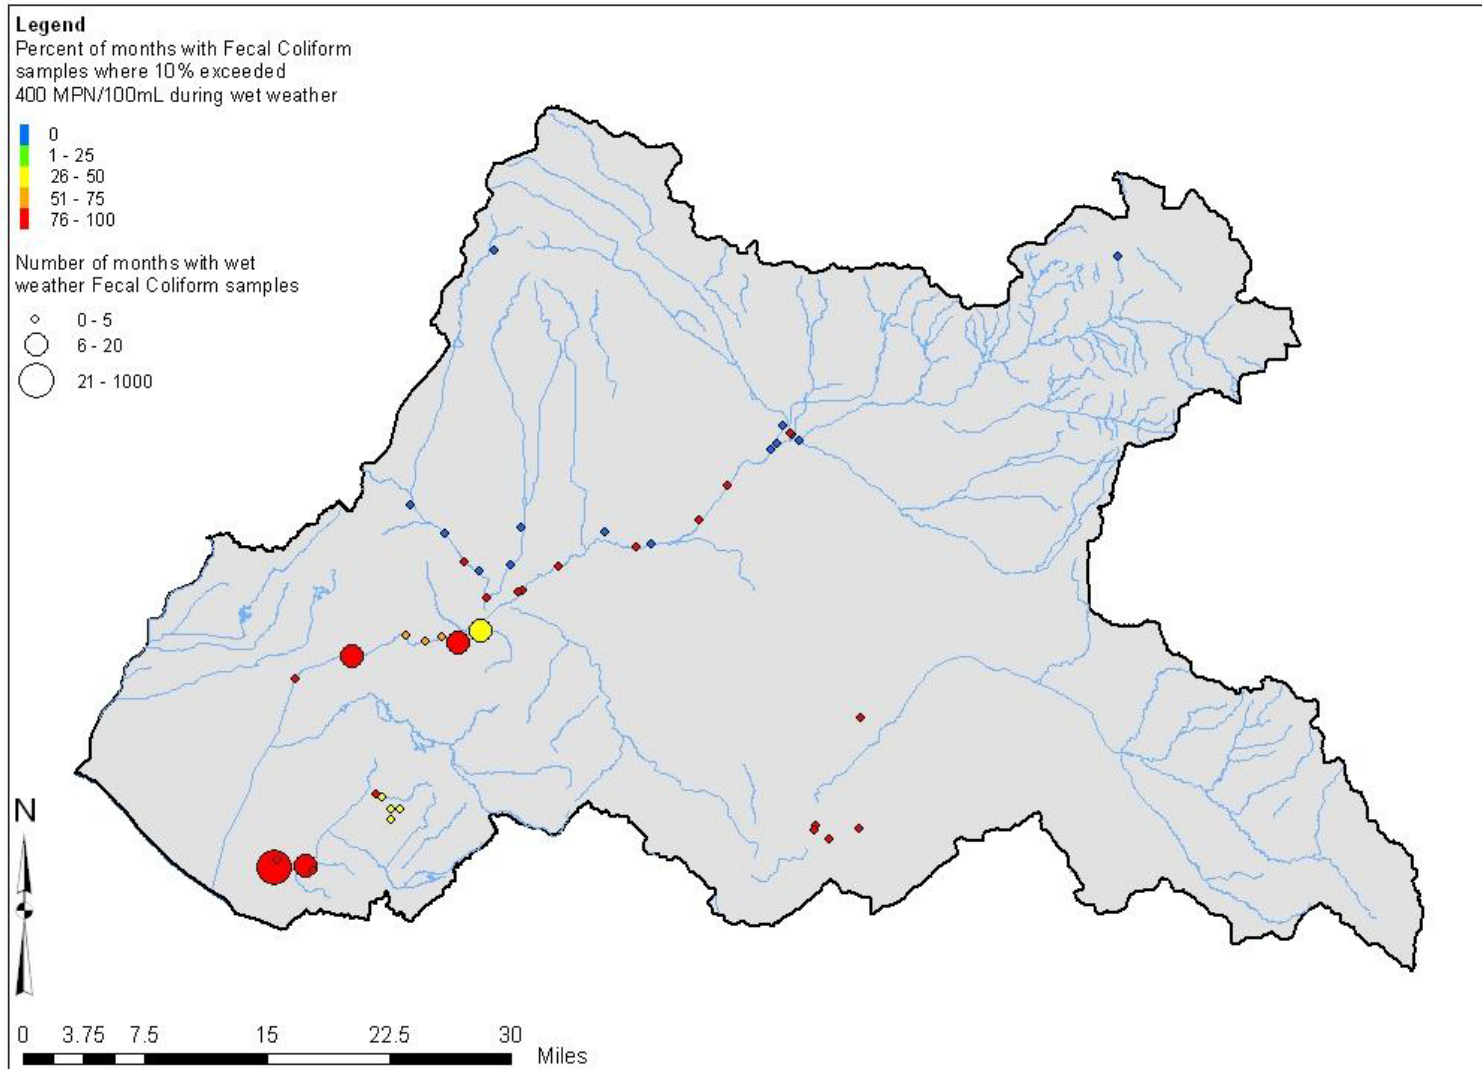 Legend
Percent of months with Fecal Coliform
samples where 10% exceeded
400 MPN/100mL during wet weather
0
1 - 25
26 - 50
51 - 75
76 - 100
Number of months with wet
weather Fecal Coliform samples
0 - 5
6 - 20
21 - 1000
N
0 3.75 7.5 15 22.5 30
Miles